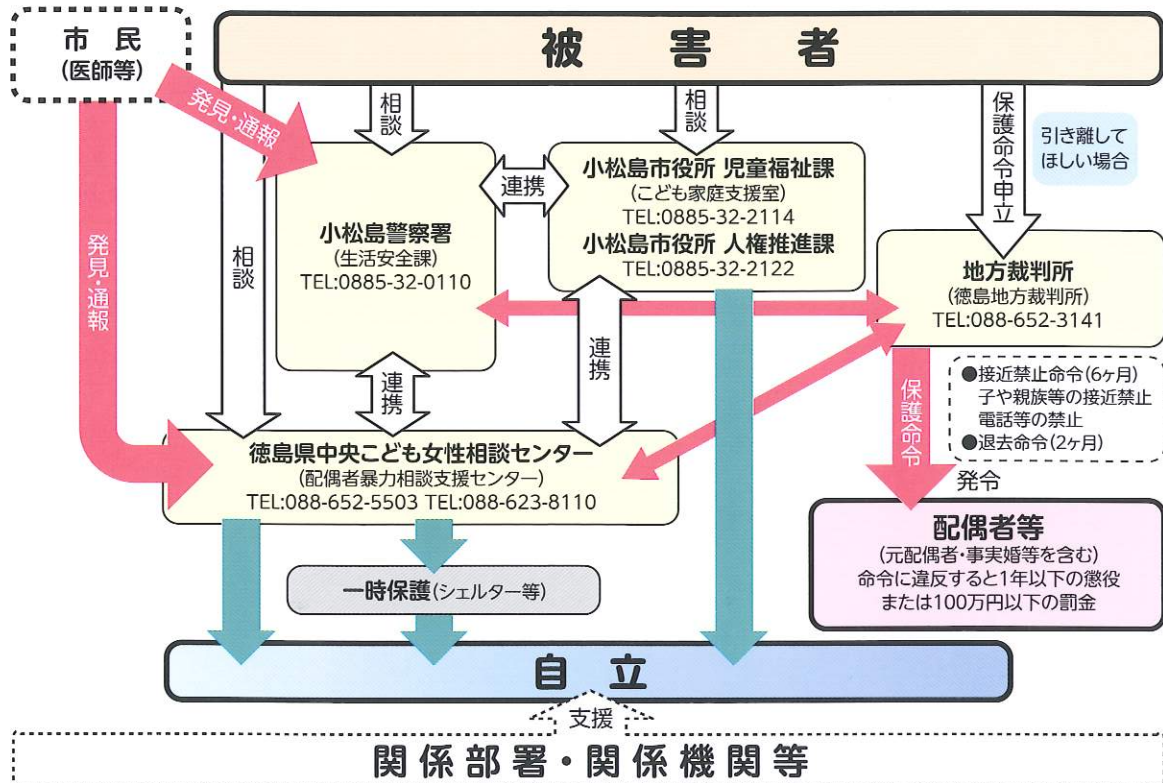 市民
(医師等)
被害者
発見・通報
相談
相談
保護命令申立
引き離して
ほしい場合
発見・通報
相談
小松島警察署
(生活安全課)
TEL:0885-32-0110
連携
小松島市役所 児童福祉課
(こども家庭支援室)
TEL:0885-32-2114
小松島市役所 人権推進課
TEL:0885-32-2122
地方裁判所
(徳島地方裁判所)
TEL:088-652-3141
連携
連携
保護命令
●接近禁止命令(6ヶ月)
子や親族等の接近禁止
電話等の禁止
●退去命令(2ヶ月)
発令
徳島県中央こども女性相談センター
(配偶者暴力相談支援センター)
TEL:088-652-5503 TEL:088-623-8110
配偶者等
(元配偶者・事実婚等を含む)
命令に違反すると1年以下の懲役
または100万円以下の罰金
一時保護(シェルター等)
自立
支援
関係部署・関係機関等